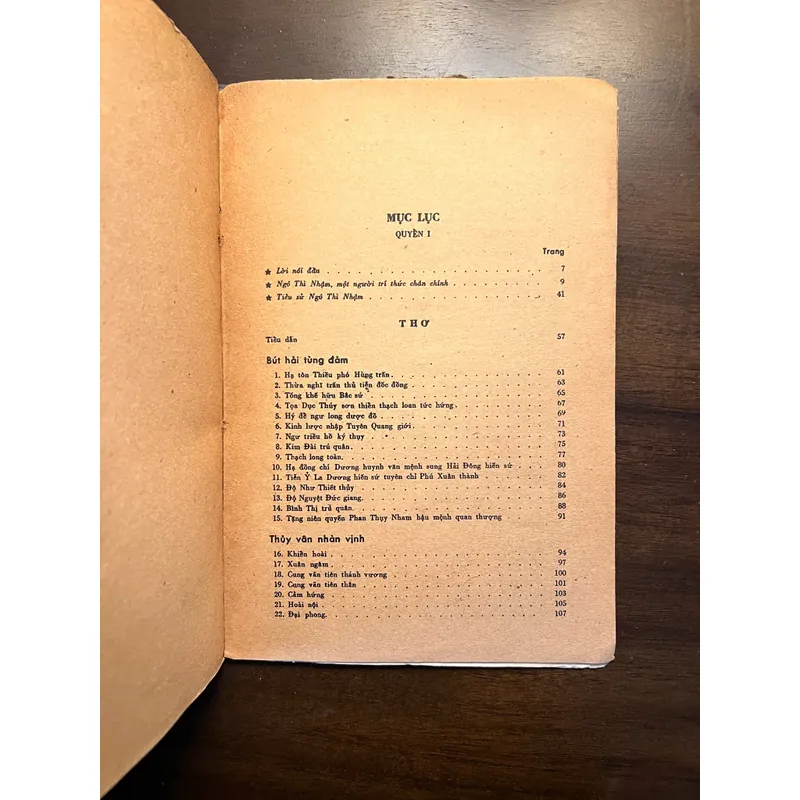 MỤC LỤC
QUYỂN I
Trang
★ Lời nói đầu 7
★ Ngô Thì Nhậm, một người trí thức chân chính 9
★ Tiểu sử Ngô Thì Nhậm 41
THƠ
Tiểu dẫn 57
Bút hải tùng đàm
1. Hạ tôn Thiếu phó Hùng trấn 61
2. Thừa nghĩ trấn thủ tiễn đốc đồng 63
3. Tống khế hữu Bắc sứ 65
4. Tọa Dục Thúy sơn thiền thạch loan tức hứng 67
5. Hý đề ngư long dược đồ 69
6. Kinh lược nhập Tuyên Quang giới 71
7. Ngư triều hồ ký thụy 73
8. Kim Đài trú quân 75
9. Thạch long toàn 77
10. Hạ đồng chí Dương huynh văn mệnh sung Hải Đông hiến sứ 80
11. Tiễn Ỷ La Dương hiến sứ tuyên chỉ Phú Xuân thành 82
12. Độ Như Thiết thủy 84
13. Độ Nguyệt Đức giang 86
14. Bình Thị trú quân 88
15. Tặng niên quyến Phan Thụy Nham hậu mệnh quan thượng 91
Thủy vân nhàn vịnh
16. Khiển hoài 94
17. Xuân ngâm 97
18. Cung vãn tiên thánh vương 100
19. Cung vãn tiên thân 101
20. Cảm hứng 103
21. Hoài nội 105
22. Đại phong 107